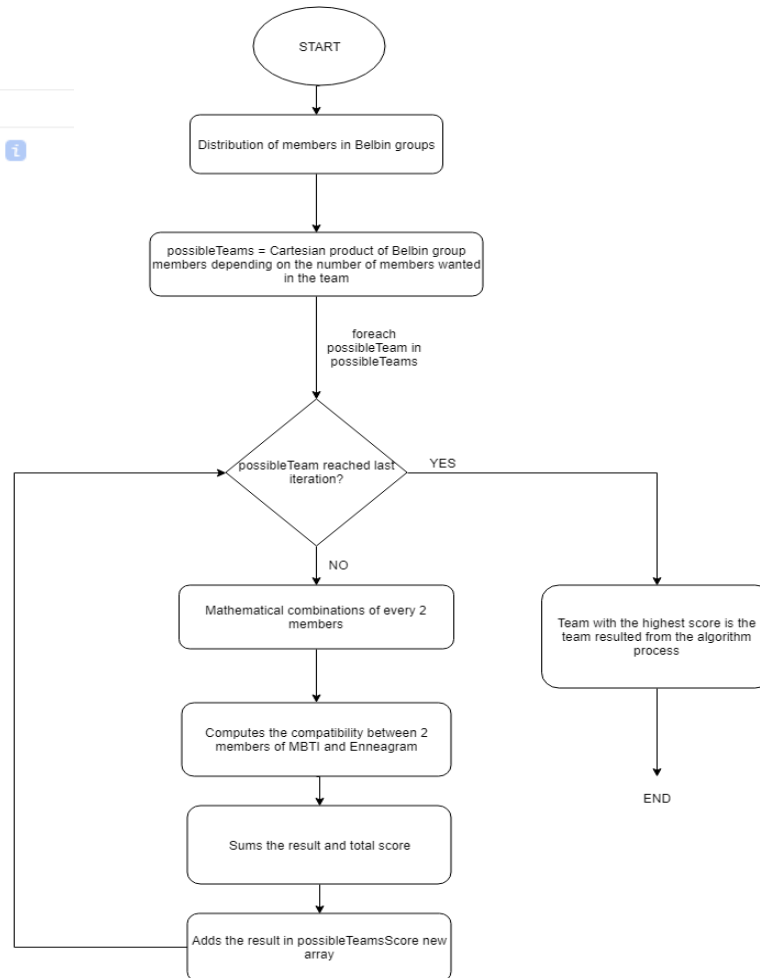 START
Distribution of members in Belbin groups
possibleTeams = Cartesian product of Belbin group
members depending on the number of members wanted
in the team
foreach
possibleTeam in
possibleTeams
possibleTeam reached last
iteration?
YES
NO
Mathematical combinations of every 2
members
Team with the highest score is the
team resulted from the algorithm
process
Computes the compatibility between 2
members of MBTI and Enneagram
END
Sums the result and total score
Adds the result in possibleTeamsScore new
array